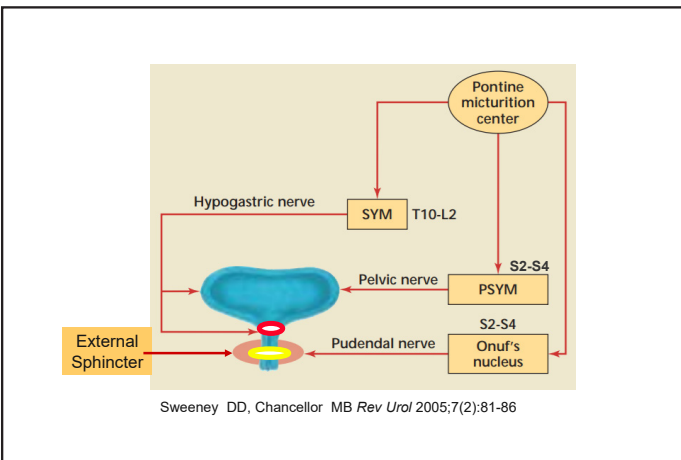 Pontine
micturition
center
Hypogastric nerve
SYM T10-L2
S2-S4
Pelvic nerve
PSYM
S2-S4
External
Sphincter
Pudendal nerve
Onuf's
nucleus
Sweeney DD, Chancellor MB Rev Urol 2005;7(2):81-86